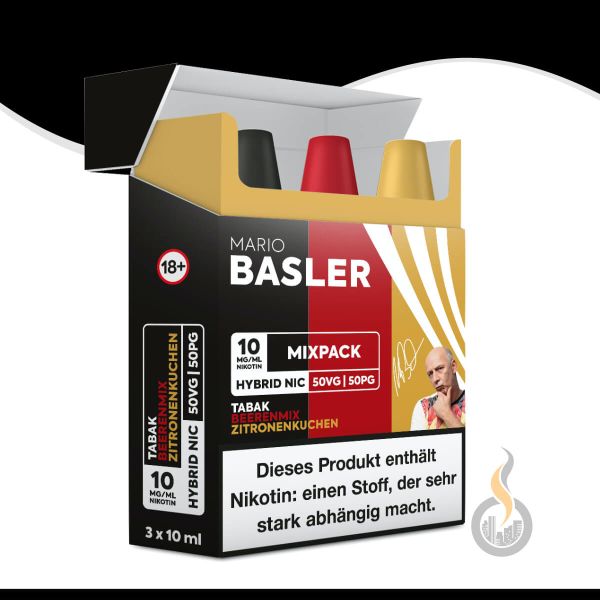 MARIO
BASLER
18+
10
MG/ML
NIKOTIN
MIXPACK
HYBRID NIC
50VG | 50PG
TABAK
BEERENMIX
ZITRONENKUCHEN
Dieses Produkt enthält
Nikotin: einen Stoff, der sehr
stark abhängig macht.
TABAK
BEERENMIX
ZITRONENKUCHEN
10
MG/ML
NIKOTIN
HYBRID NIC
50VG | 50PG
3 x 10 ml